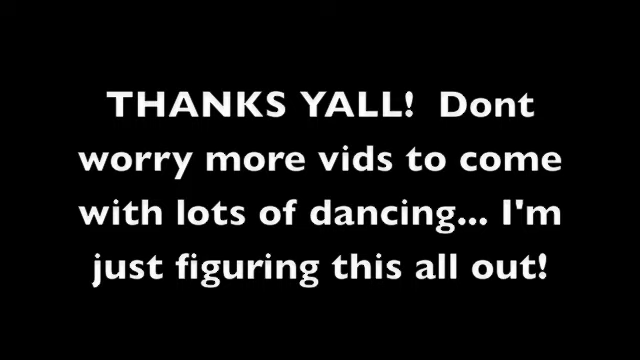 THANKS YALL!  Dont
worry more vids to come
with lots of dancing... I'm
just figuring this all out!